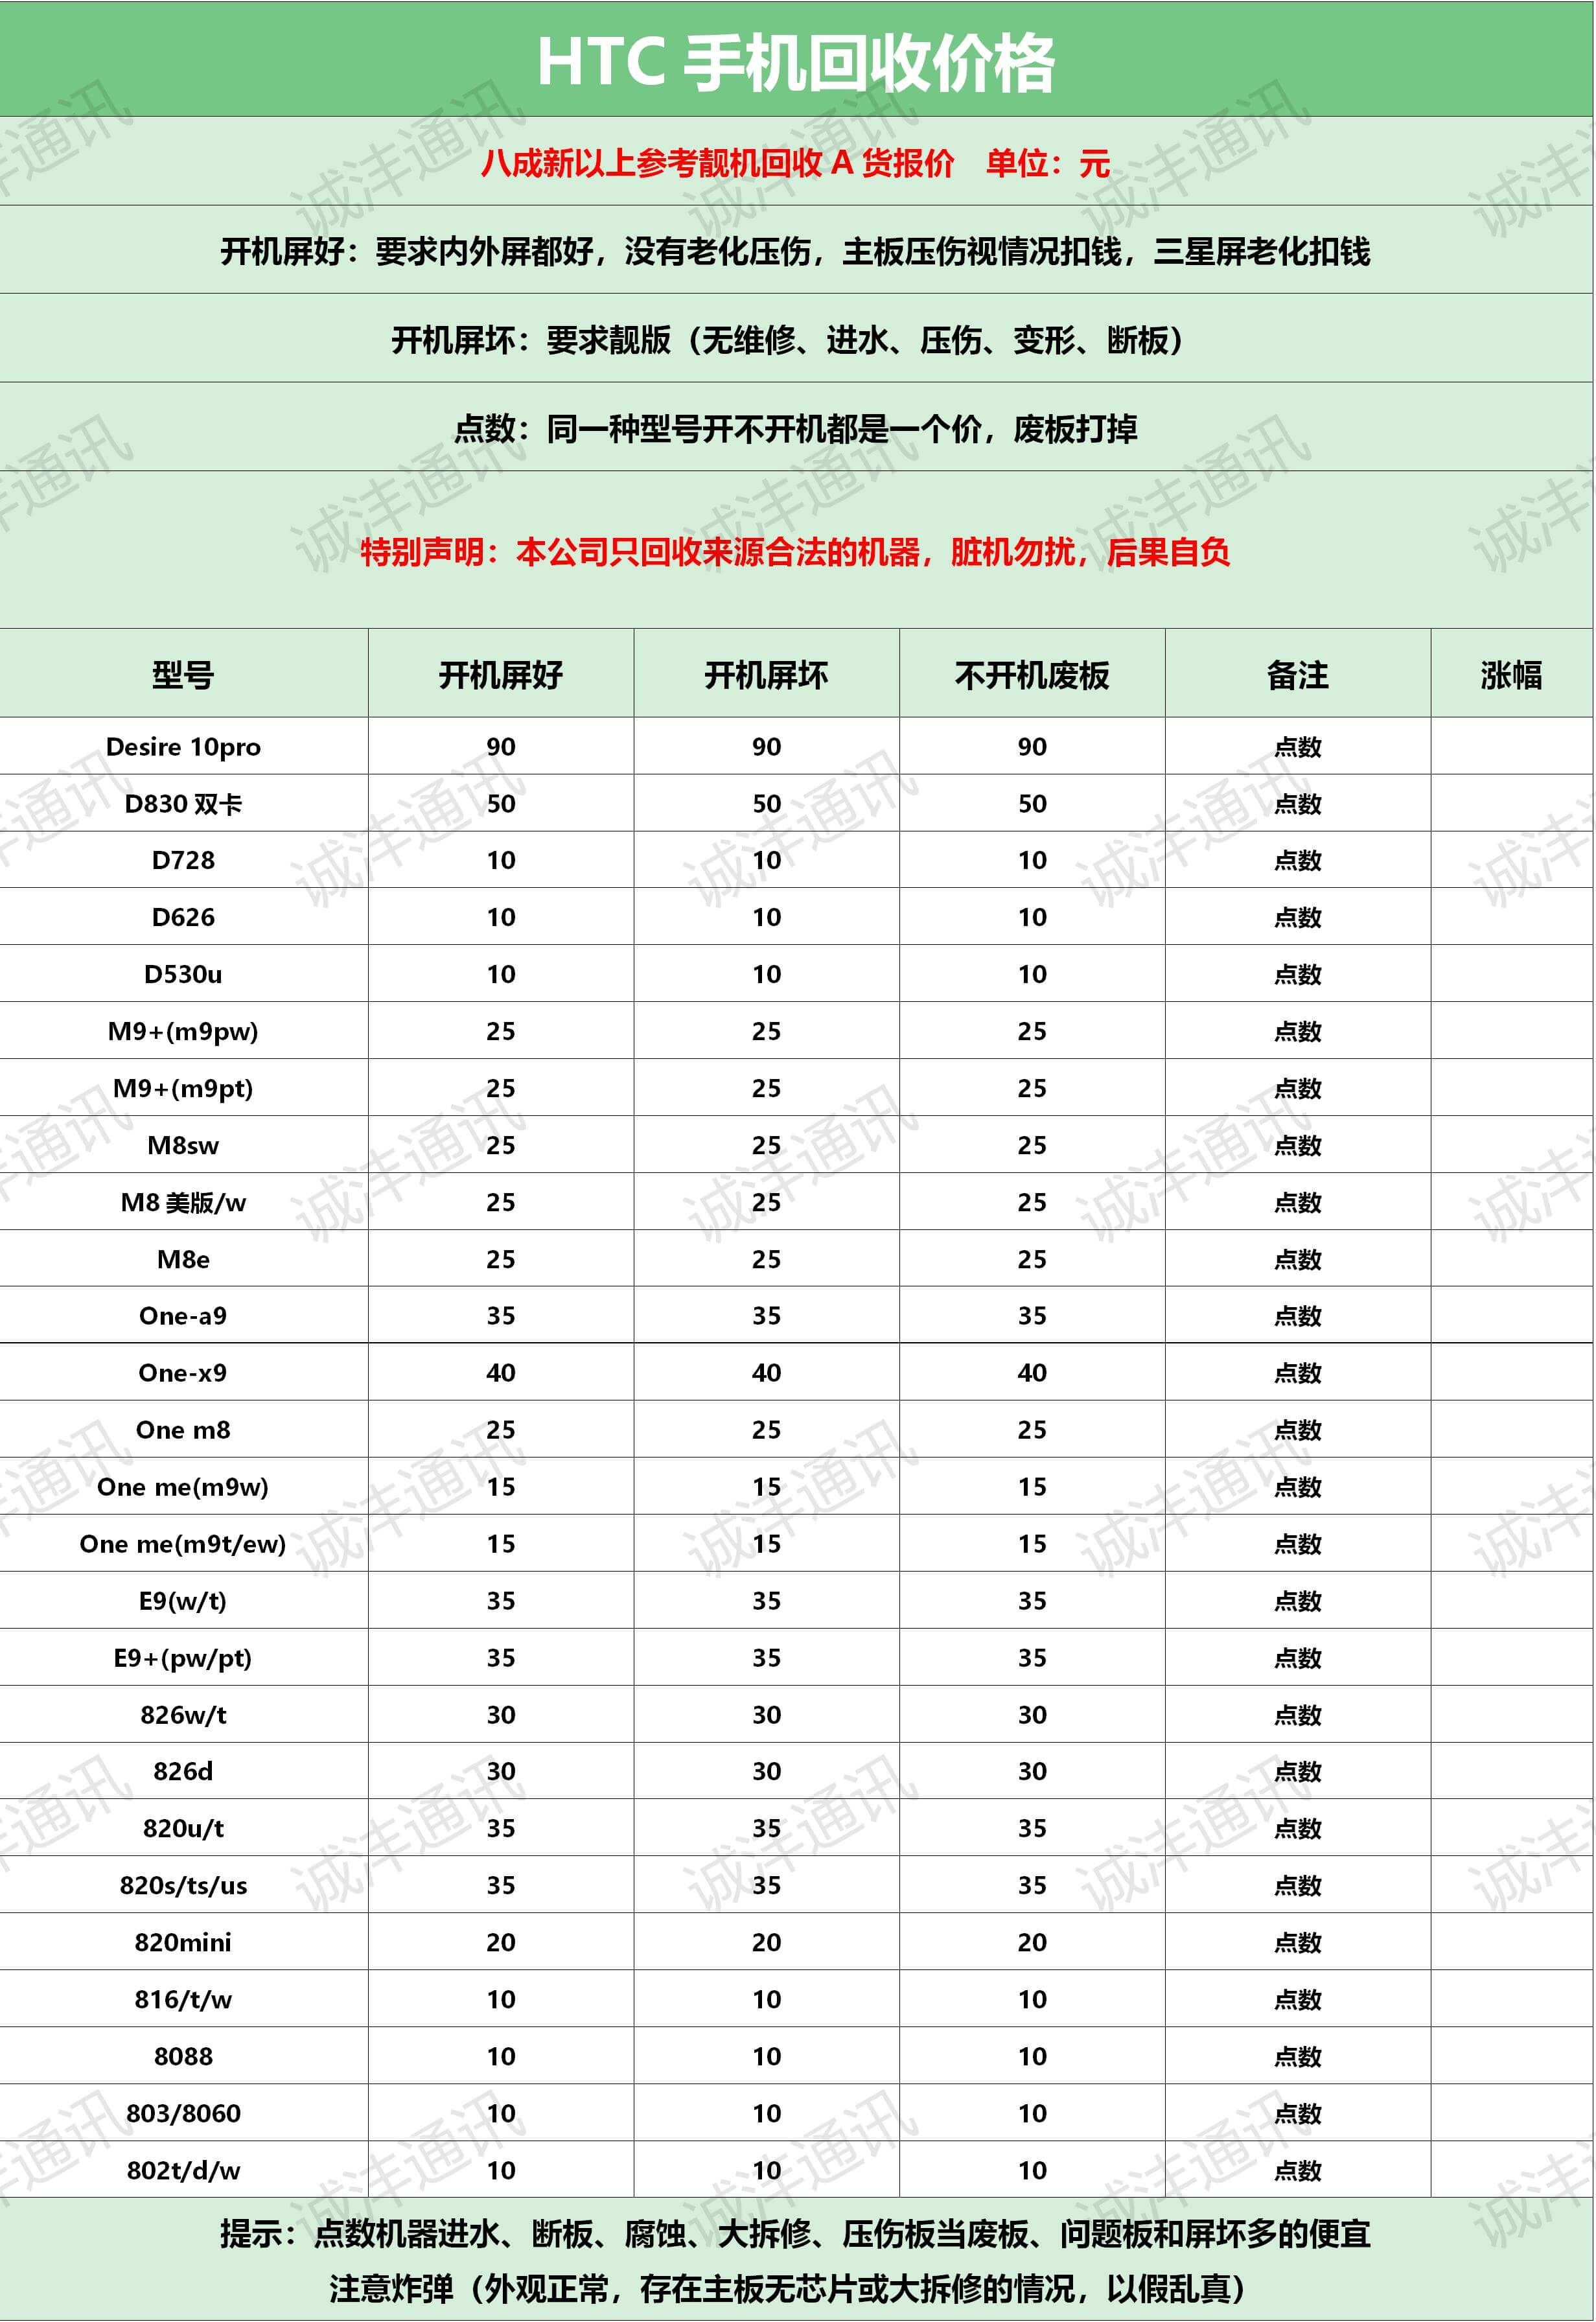 HTC 手机回收价格
八成新以上参考靓机回收 A 货报价 单位：元
开机屏好：要求内外屏都好，没有老化压伤，主板压伤视情况扣钱，三星屏老化扣钱
开机屏坏：要求靓版（无维修、进水、压伤、变形、断板）
点数：同一种型号开不开机都是一个价，废板打掉
特别声明：本公司只回收来源合法的机器，脏机勿扰，后果自负
型号 开机屏好 开机屏坏 不开机废板 备注 涨幅
Desire 10pro 90 90 90 点数
D830 双卡 50 50 50 点数
D728 10 10 10 点数
D626 10 10 10 点数
D530u 10 10 10 点数
M9+(m9pw) 25 25 25 点数
M9+(m9pt) 25 25 25 点数
M8sw 25 25 25 点数
M8 美版/w 25 25 25 点数
M8e 25 25 25 点数
One-a9 35 35 35 点数
One-x9 40 40 40 点数
One m8 25 25 25 点数
One me(m9w) 15 15 15 点数
One me(m9t/ew) 15 15 15 点数
E9(w/t) 35 35 35 点数
E9+(pw/pt) 35 35 35 点数
826w/t 30 30 30 点数
826d 30 30 30 点数
820u/t 35 35 35 点数
820s/ts/us 35 35 35 点数
820mini 20 20 20 点数
816/t/w 10 10 10 点数
8088 10 10 10 点数
803/8060 10 10 10 点数
802t/d/w 10 10 10 点数
提示：点数机器进水、断板、腐蚀、大拆修、压伤板当废板、问题板和屏坏多的便宜
注意炸弹（外观正常，存在主板无芯片或大拆修的情况，以假乱真）
诚沣通讯